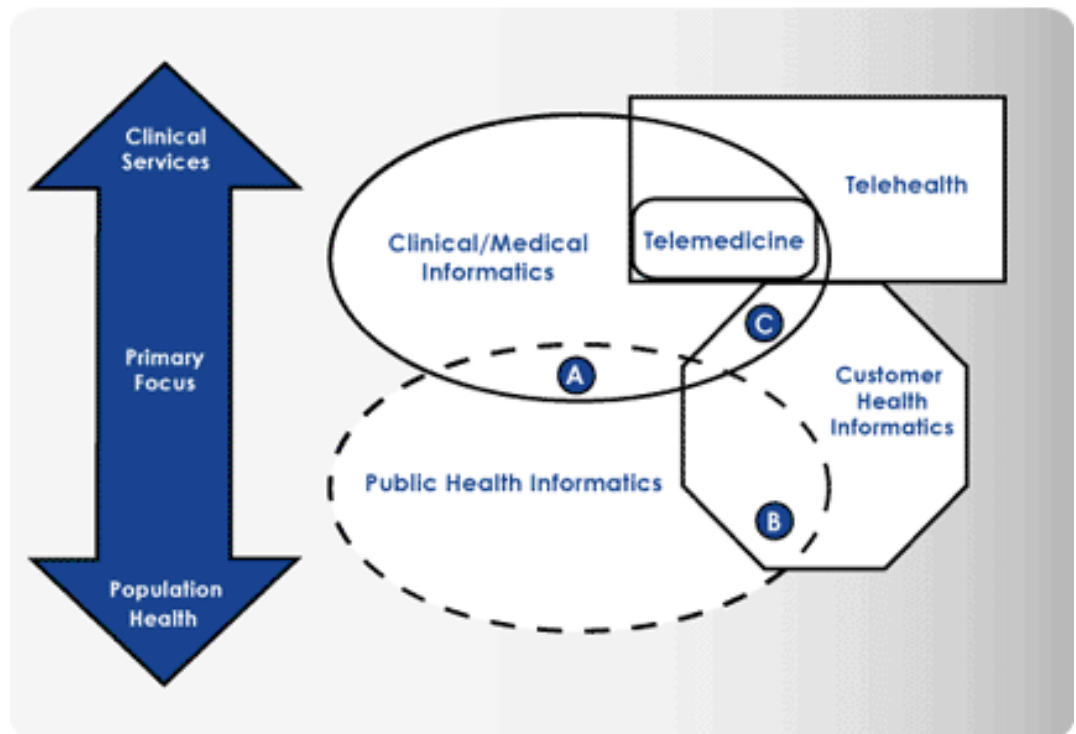 Clinical
Services
Primary
Focus
Population
Health
Clinical/Medical
Informatics
Telehealth
Telemedicine
C
A
Customer
Health
Informatics
Public Health Informatics
B